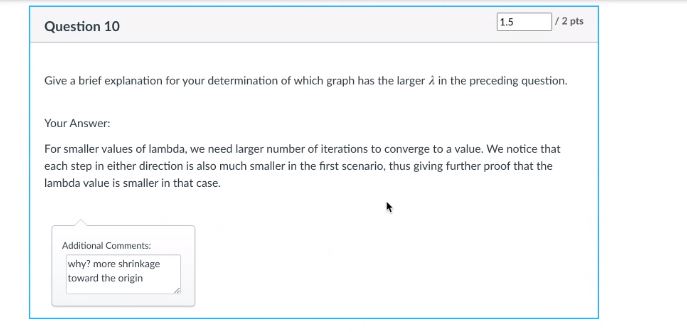 Question 10
1.5 / 2 pts
Give a brief explanation for your determination of which graph has the larger λ in the preceding question.
Your Answer:
For smaller values of lambda, we need larger number of iterations to converge to a value. We notice that
each step in either direction is also much smaller in the first scenario, thus giving further proof that the
lambda value is smaller in that case.
Additional Comments:
why? more shrinkage
toward the origin